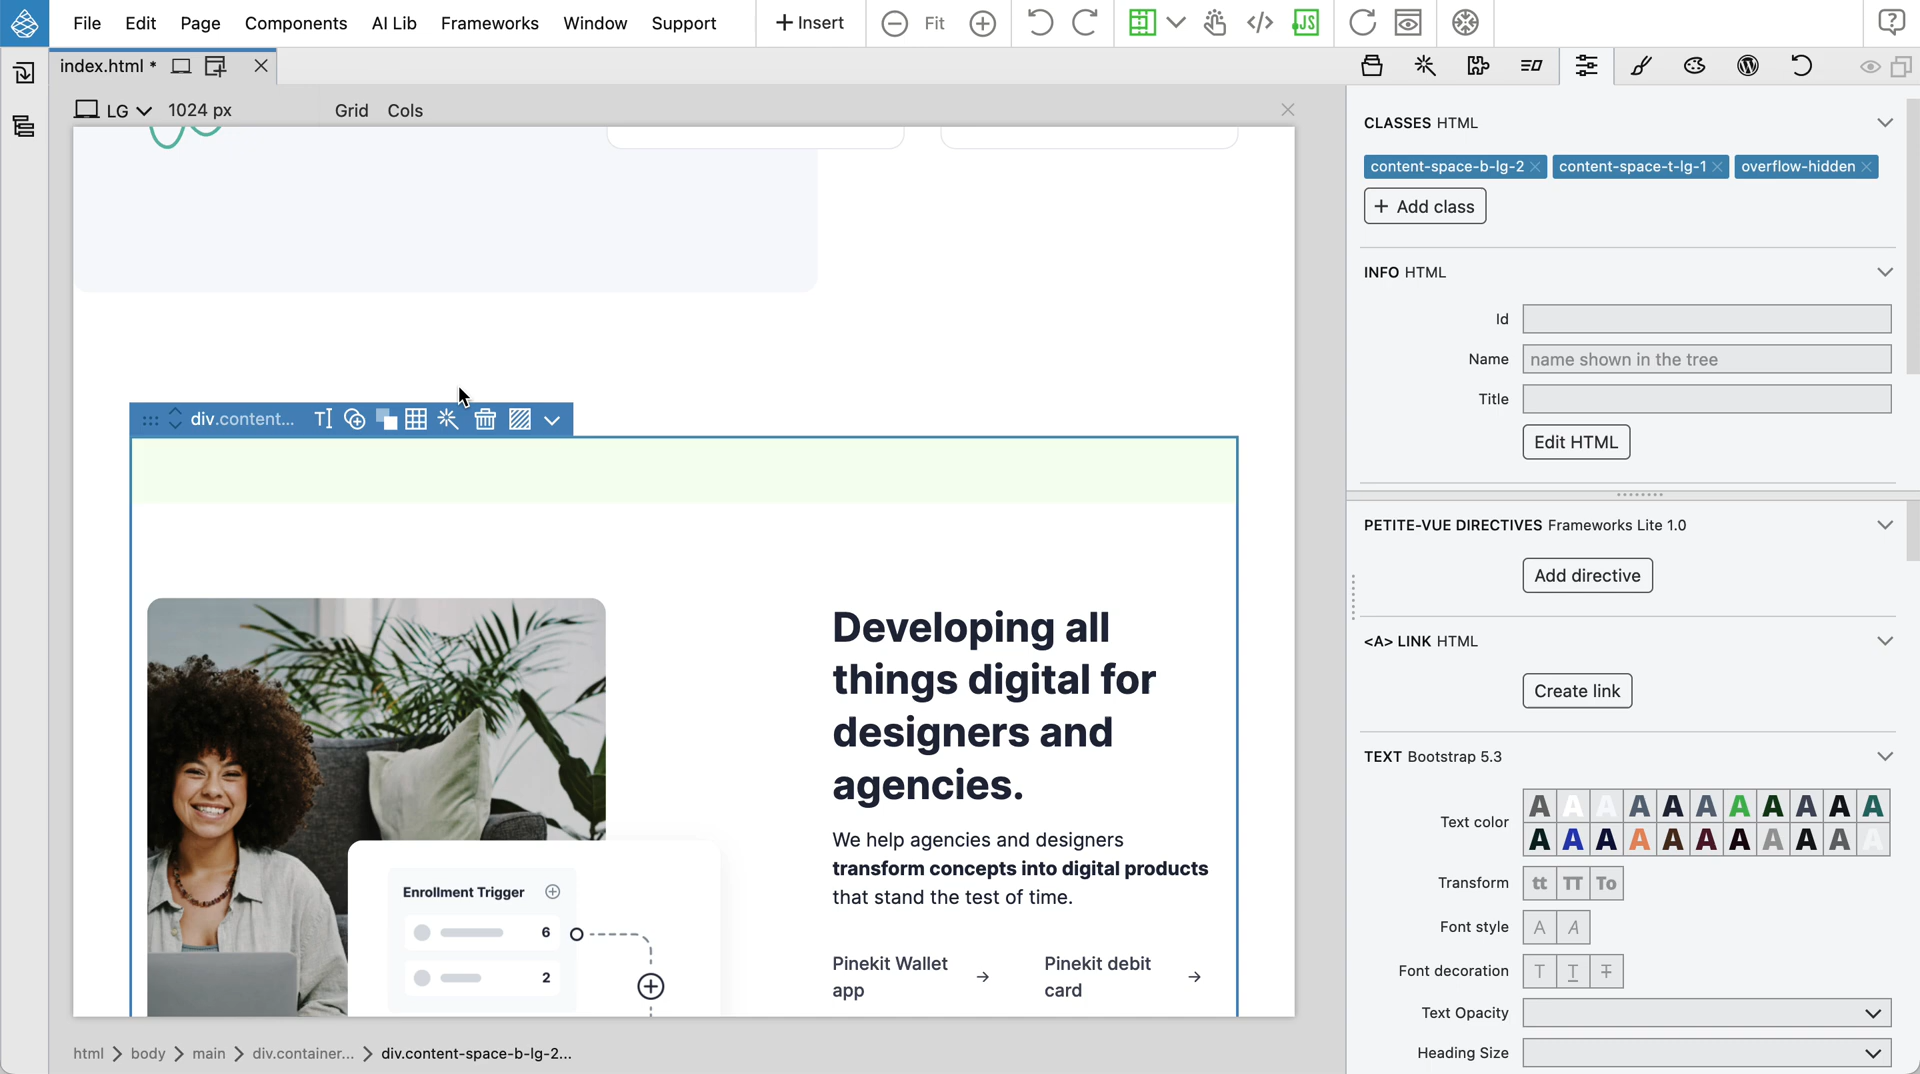 File Edit Page Components AI Lib Frameworks Window Support + Insert Fit </> JS
index.html *
LG 1024 px Grid Cols
CLASSES HTML
content-space-b-lg-2 content-space-t-lg-1 overflow-hidden
+ Add class
INFO HTML
Id
Name name shown in the tree
Title
Edit HTML
div.content...
PETITE-VUE DIRECTIVES Frameworks Lite 1.0
Add directive
<A> LINK HTML
Create link
TEXT Bootstrap 5.3
Text color A A A A A A A A A A A
A A A A A A A A A A A
Transform tt TT To
Font style A A
Font decoration T T T
Text Opacity
Heading Size
Developing all
things digital for
designers and
agencies.
We help agencies and designers
transform concepts into digital products
that stand the test of time.
Pinekit Wallet
app
Pinekit debit
card
Enrollment Trigger
6
2
html body main div.container... div.content-space-b-lg-2...